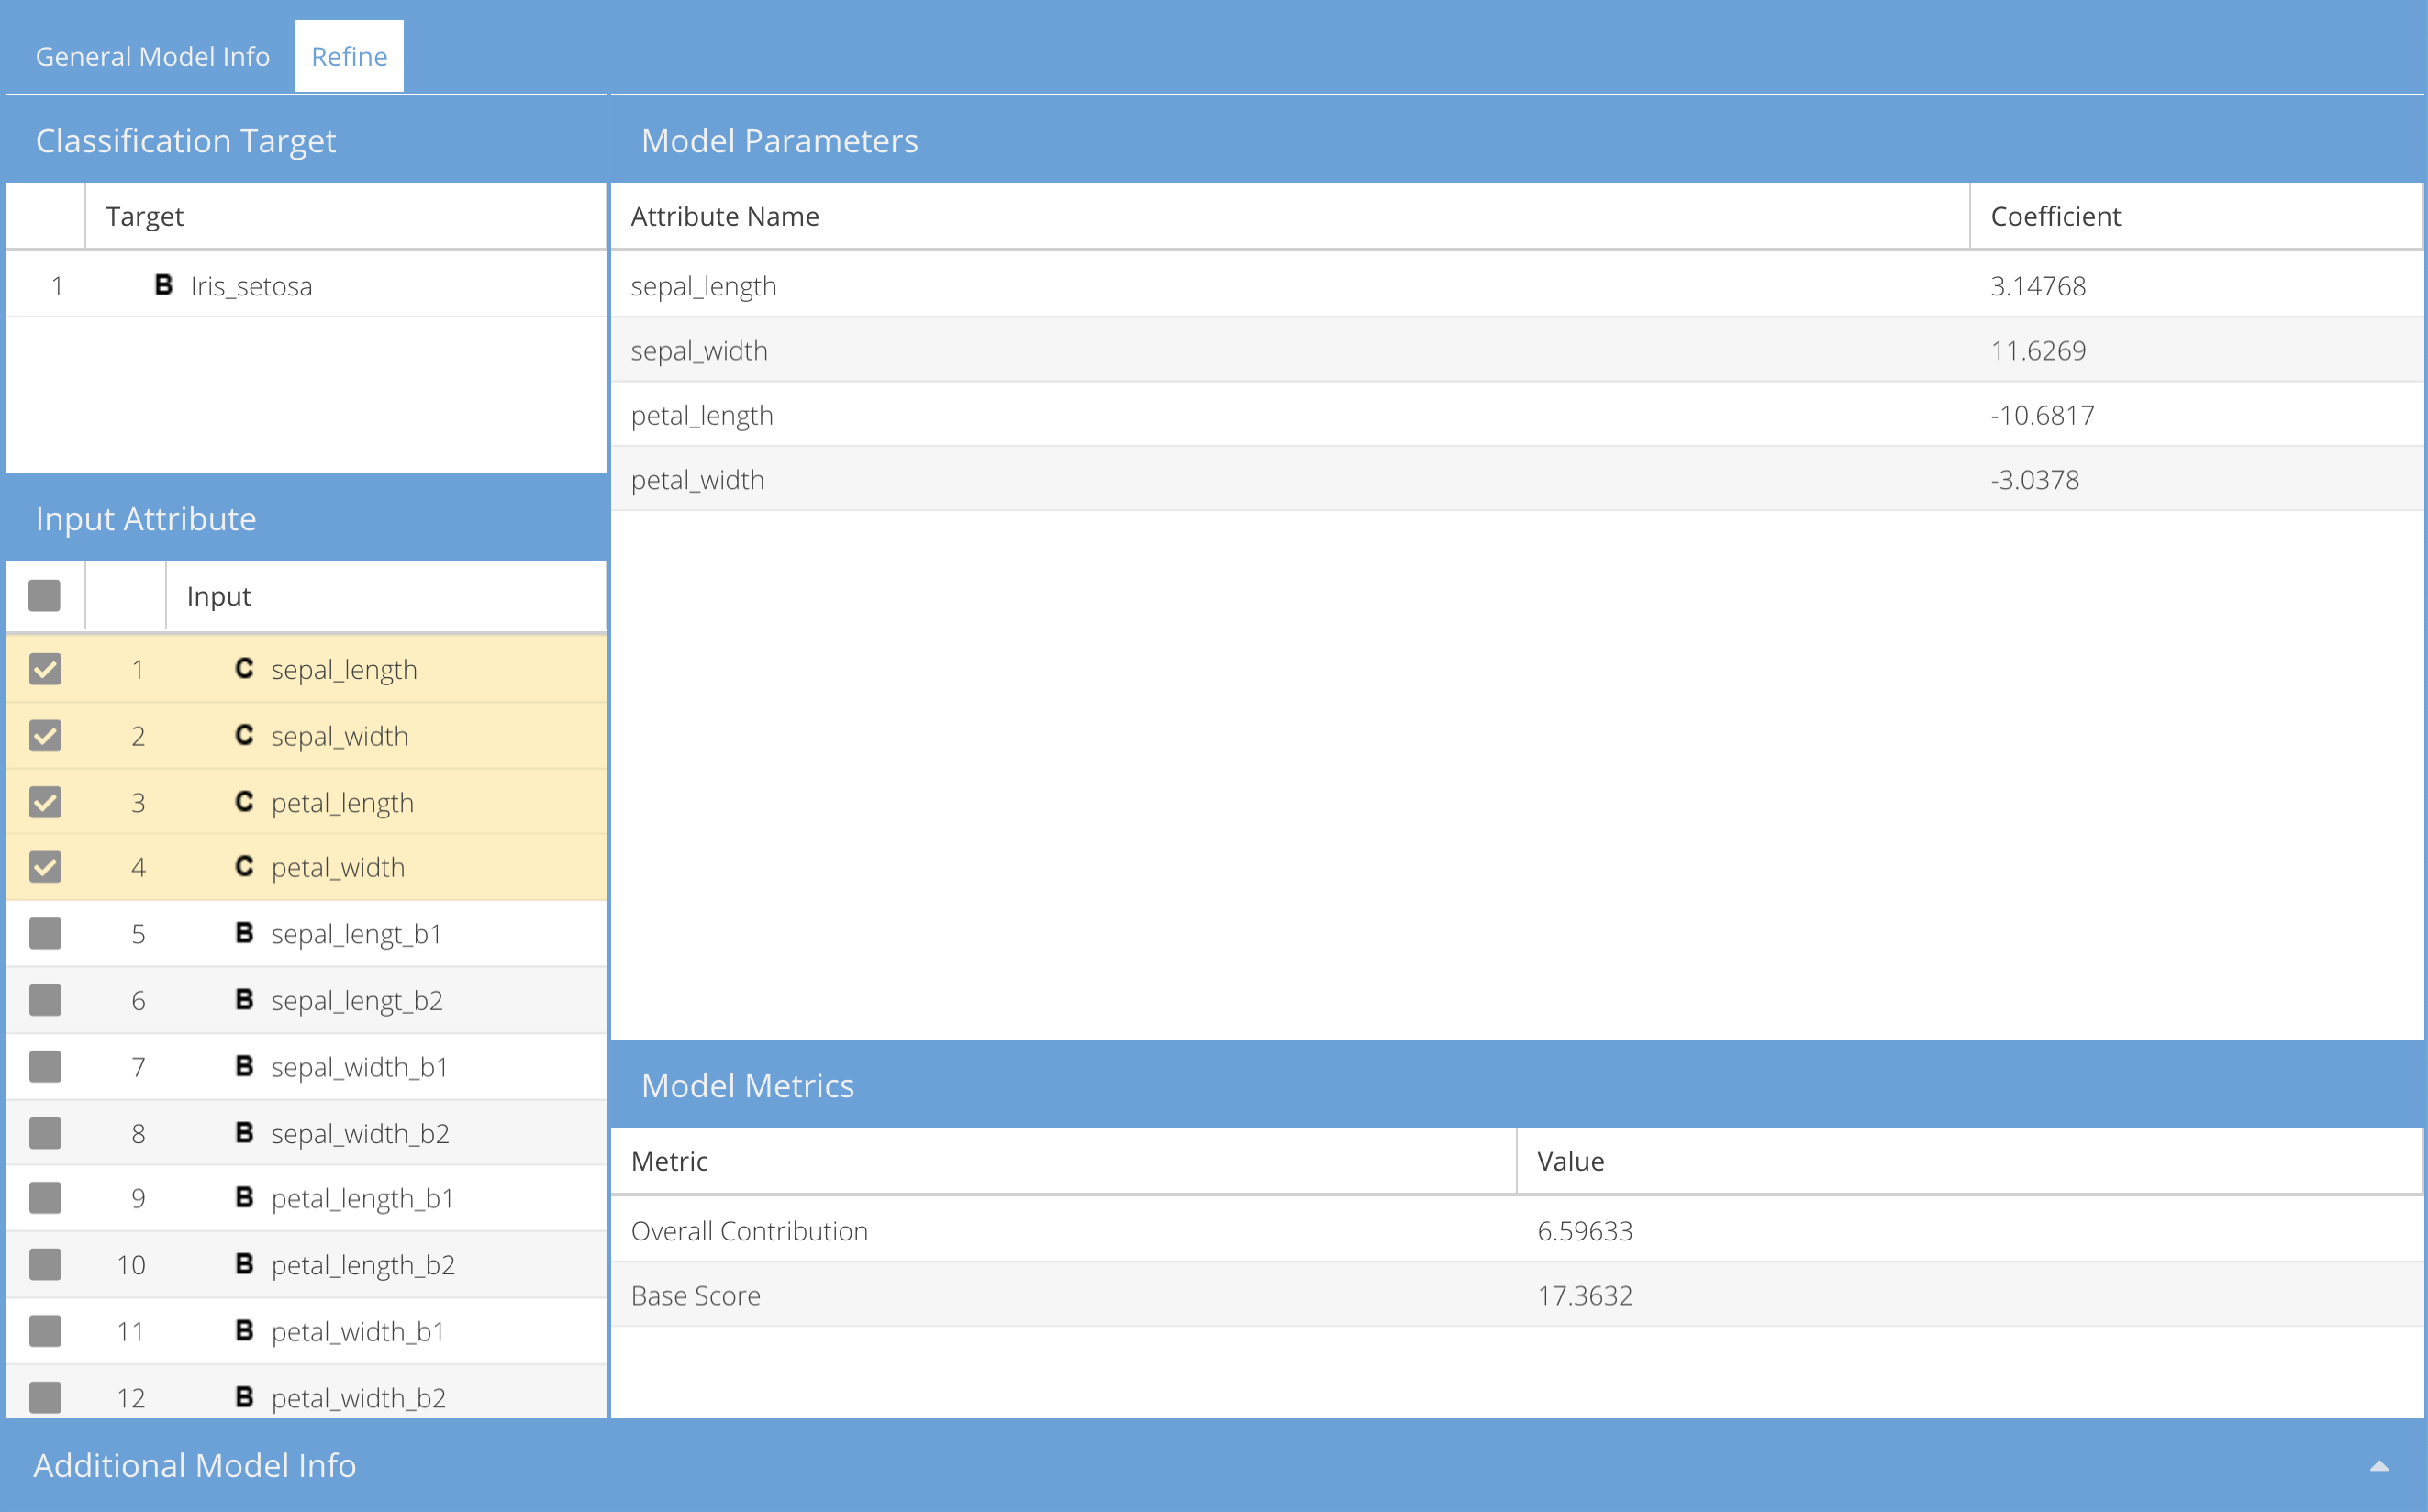 General Model Info Refine
Classification Target
Target
1 B Iris_setosa
Input Attribute
Input
1 C sepal_length
2 C sepal_width
3 C petal_length
4 C petal_width
5 B sepal_lengt_b1
6 B sepal_lengt_b2
7 B sepal_width_b1
8 B sepal_width_b2
9 B petal_length_b1
10 B petal_length_b2
11 B petal_width_b1
12 B petal_width_b2
Model Parameters
Attribute Name Coefficient
sepal_length 3.14768
sepal_width 11.6269
petal_length -10.6817
petal_width -3.0378
Model Metrics
Metric Value
Overall Contribution 6.59633
Base Score 17.3632
Additional Model Info